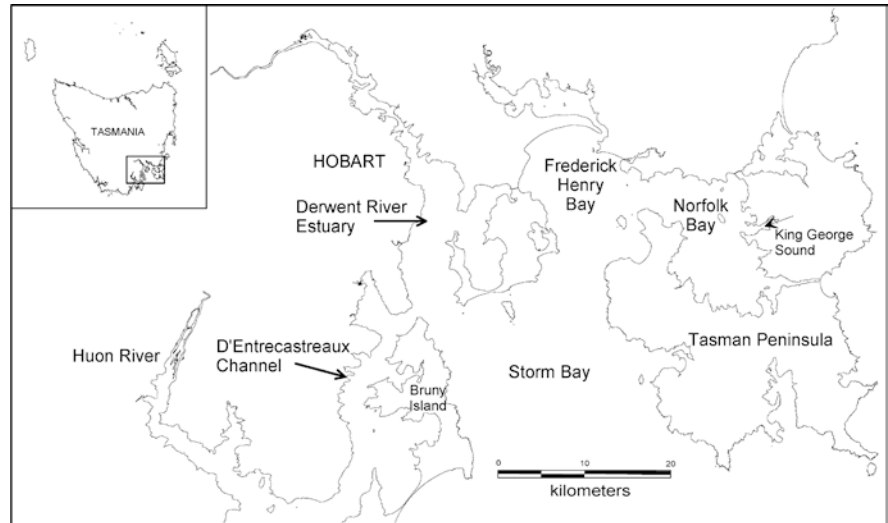 TASMANIA
HOBART
Derwent River
Estuary
Frederick
Henry
Bay
Norfolk
Bay
King George
Sound
Huon River
D'Entrecastreaux
Channel
Bruny
Island
Storm Bay
Tasman Peninsula
0 10 20
kilometers